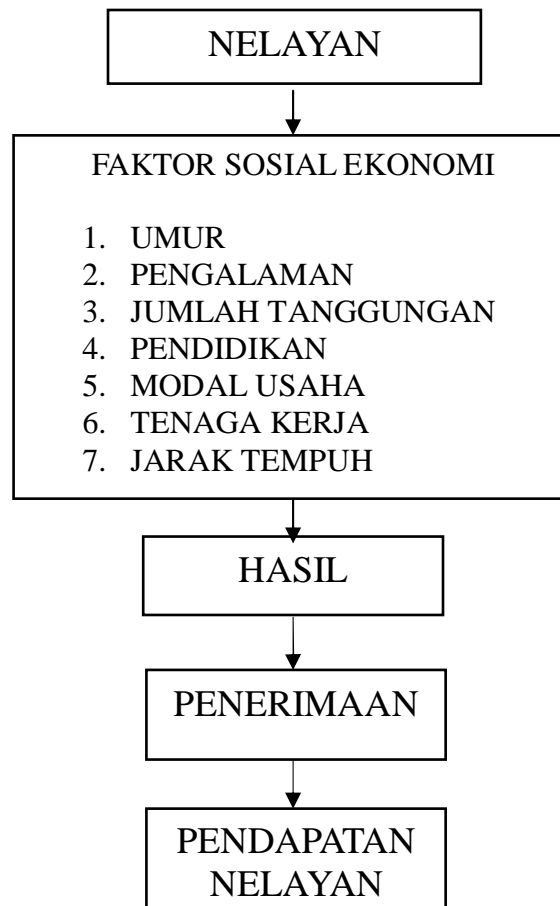 NELAYAN
FAKTOR SOSIAL EKONOMI
1. UMUR
2. PENGALAMAN
3. JUMLAH TANGGUNGAN
4. PENDIDIKAN
5. MODAL USAHA
6. TENAGA KERJA
7. JARAK TEMPUH
HASIL
PENERIMAAN
PENDAPATAN
NELAYAN